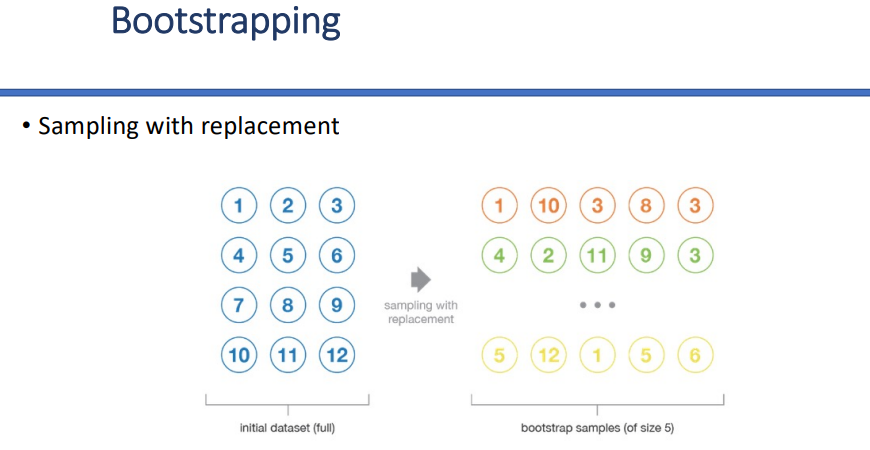 Bootstrapping
• Sampling with replacement
1 2 3
4 5 6
7 8 9
10 11 12
initial dataset (full)
sampling with
replacement
1 10 3 8 3
4 2 11 9 3
...
5 12 1 5 6
bootstrap samples (of size 5)